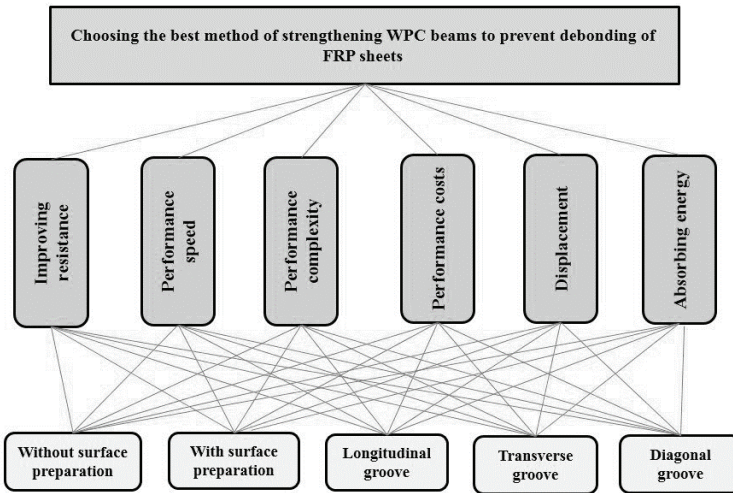 Choosing the best method of strengthening WPC beams to prevent debonding of
FRP sheets
Improving
resistance
Performance
speed
Performance
complexity
Performance costs
Displacement
Absorbing energy
Without surface
preparation
With surface
preparation
Longitudinal
groove
Transverse
groove
Diagonal
groove